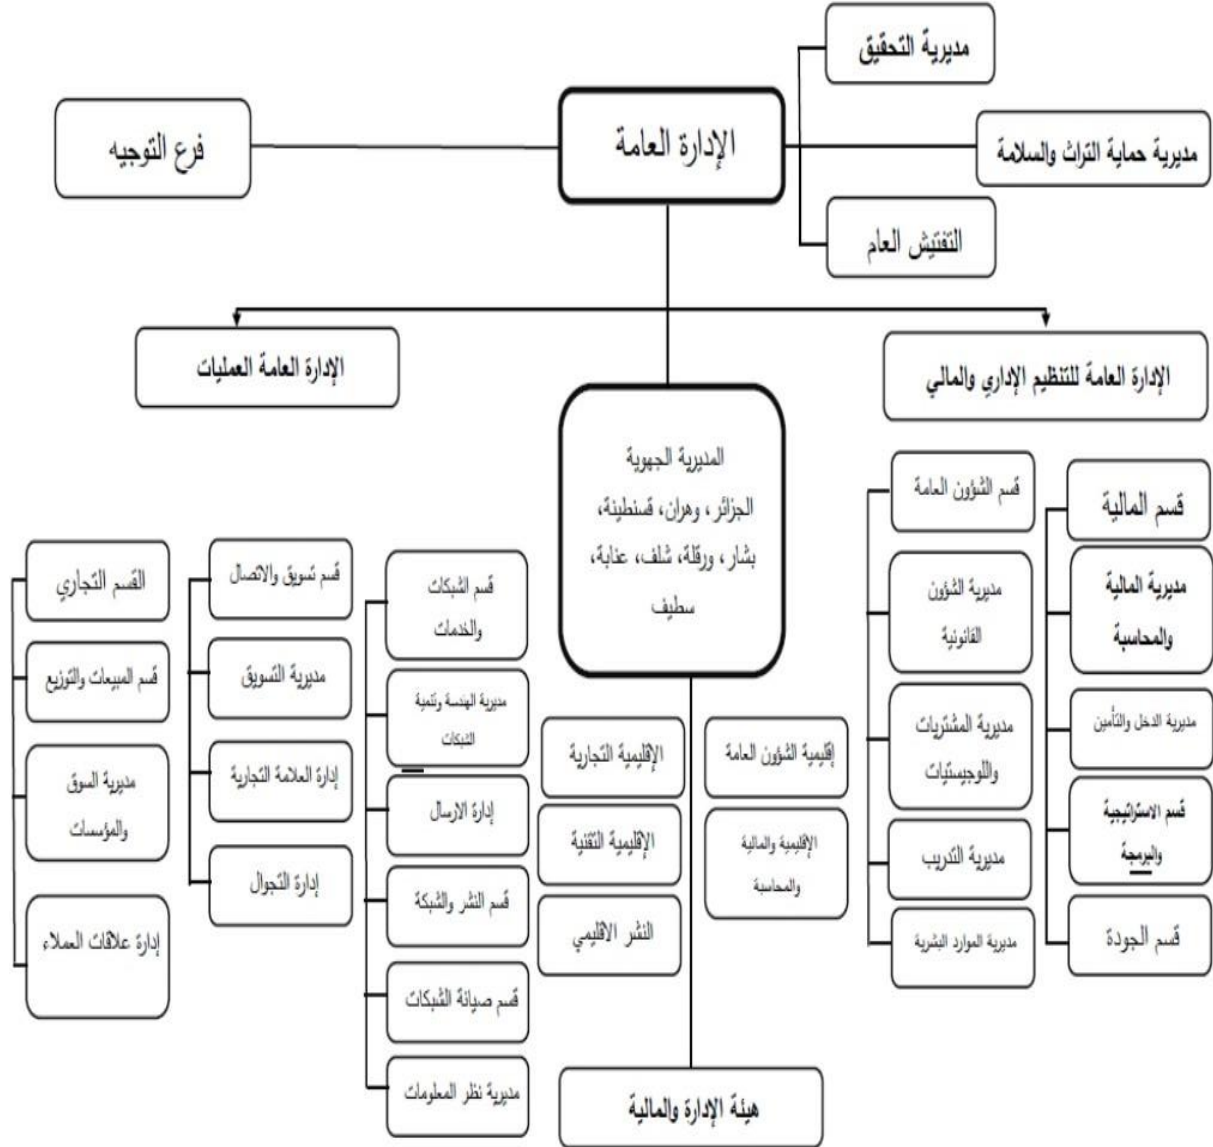 مديرية التحقيق
الإدارة العامة
فرع التوجيه
مديرية حماية التراث والسلامة
التفتيش العام
الإدارة العامة للتنظيم الإداري والمالي
الإدارة العامة العمليات
المديرية الجهوية
الجزائر، وهران، قسنطينة،
بشار، ورقلة، شلف، عنابة،
سطيف
قسم المالية
مديرية المالية
والمحاسبة
مديرية الدخل والتأمين
قسم الاستراتيجية
والبرمجة
قسم الجودة
قسم الشؤون العامة
مديرية الشؤون
القانونية
مديرية المشتريات
واللوجيستيات
مديرية التدريب
مديرية الموارد البشرية
إقليمية الشؤون العامة
الإقليمية والمالية
والمحاسبة
الإقليمية التجارية
الإقليمية التقنية
النشر الاقليمي
قسم الشبكات
والخدمات
مديرية الهندسة وتنمية
الشبكات
إدارة الارسال
قسم النشر والشبكة
قسم صيانة الشبكات
مديرية نظر المعلومات
قسم تسويق والاتصال
مديرية التسويق
إدارة العلامة التجارية
إدارة التجوال
القسم التجاري
قسم المبيعات والتوزيع
مديرية السوق
والمؤسسات
إدارة علاقات العملاء
هيئة الإدارة والمالية